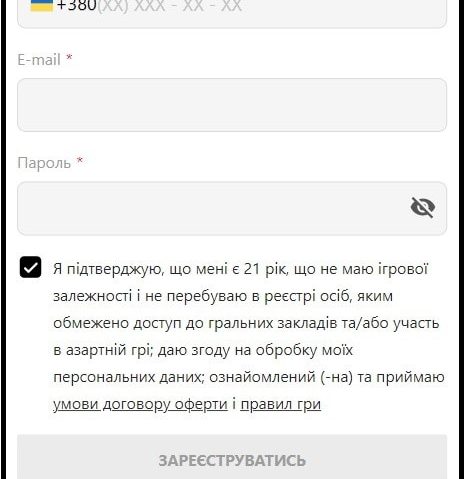 +380(XX) XXX - XX - XX
E-mail *
Пароль *
Я підтверджую, що мені є 21 рік, що не маю ігрової
залежності і не перебуваю в реєстрі осіб, яким
обмежено доступ до гральних закладів та/або участь
в азартній грі; даю згоду на обробку моїх
персональних даних; ознайомлений (-на) та приймаю
умови договору оферти і правил гри
ЗАРЕЄСТРУВАТИСЬ